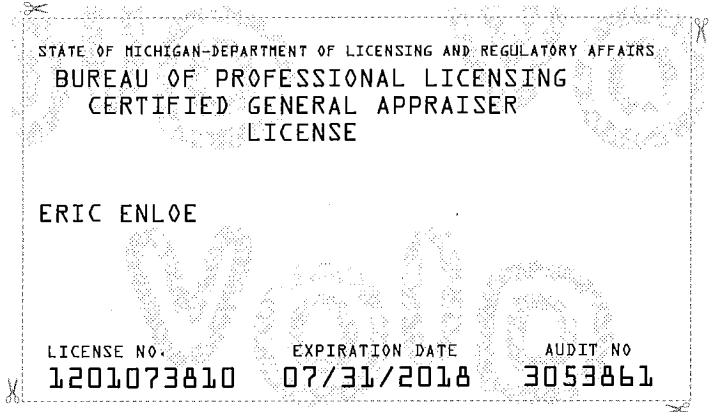 STATE OF MICHIGAN-DEPARTMENT OF LICENSING AND REGULATORY AFFAIRS
BUREAU OF PROFESSIONAL LICENSING
CERTIFIED GENERAL APPRAISER
LICENSE
ERIC ENLOE
LICENSE NO. EXPIRATION DATE AUDIT NO
1201073810 07/31/2018 3053861